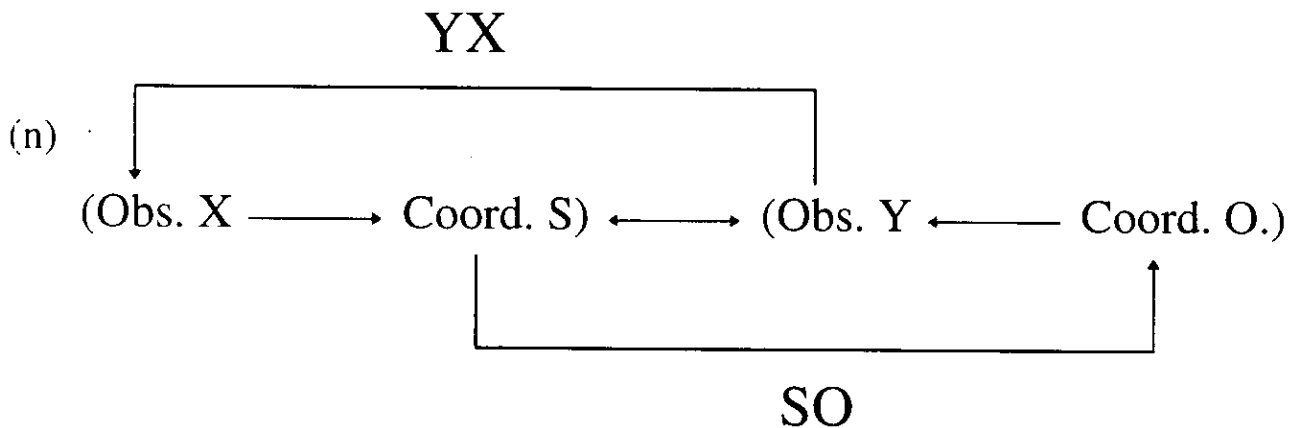 YX
(n)
(Obs. X Coord. S) (Obs. Y Coord. O.)
SO